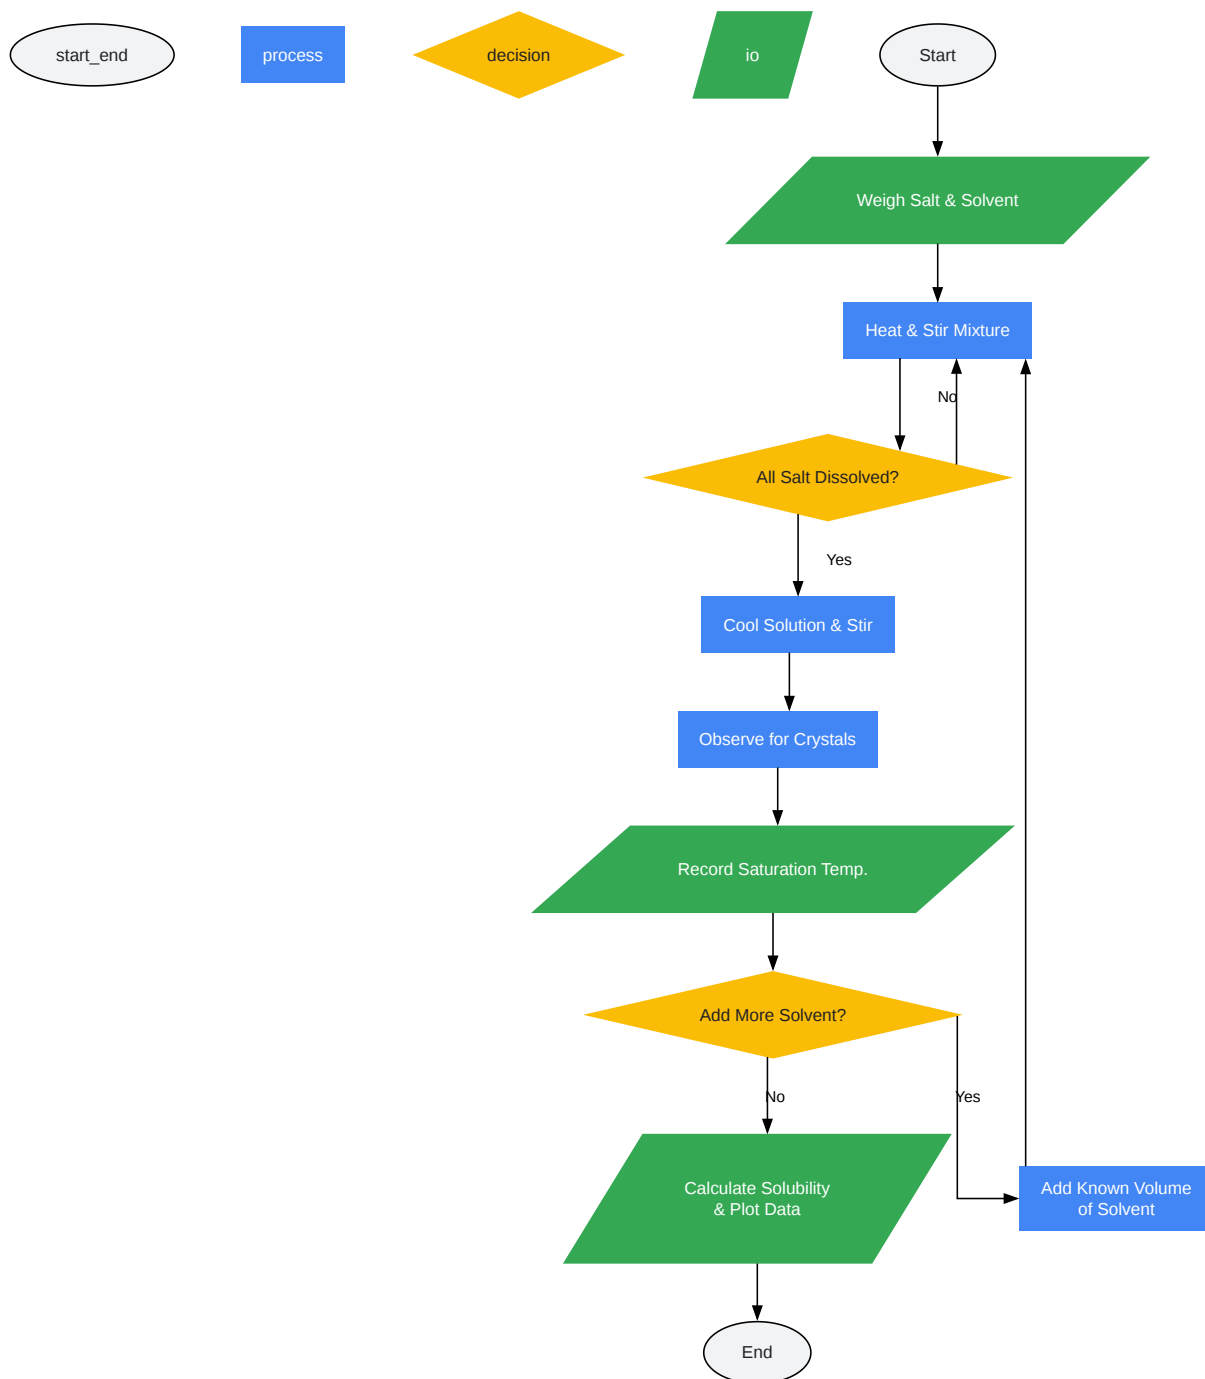 start_end
process
decision
io
Start
Weigh Salt & Solvent
Heat & Stir Mixture
No
All Salt Dissolved?
Yes
Cool Solution & Stir
Observe for Crystals
Record Saturation Temp.
Add More Solvent?
No
Yes
Calculate Solubility
& Plot Data
Add Known Volume
of Solvent
End